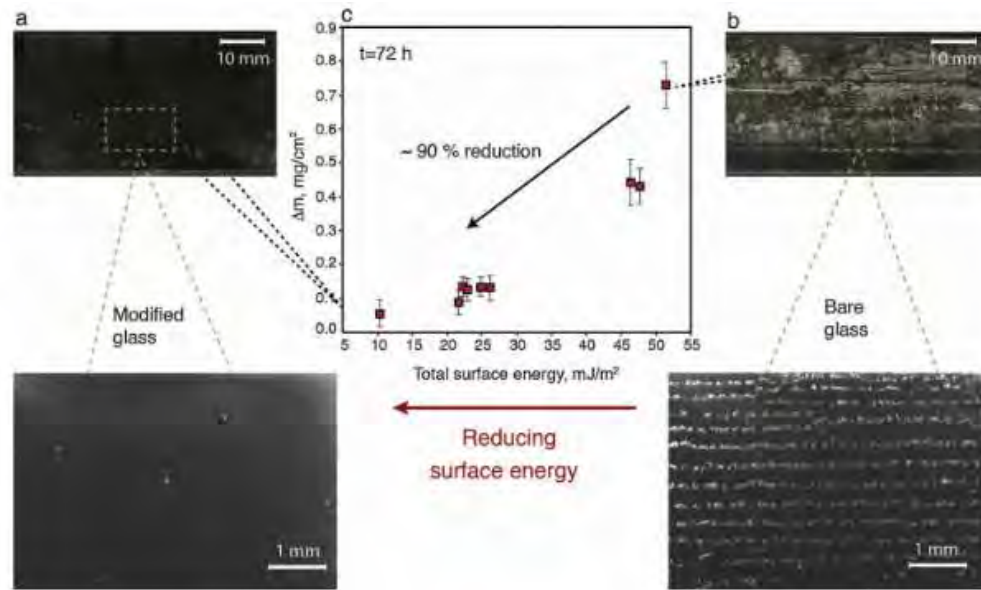 a
10 mm
c
0.9
0.8
0.7
0.6
0.5
0.4
0.3
0.2
0.1
0.0
Δm, mg/cm²
t=72 h
~ 90 % reduction
5 10 15 20 25 30 35 40 45 50 55
Total surface energy, mJ/m²
b
10 mm
Modified
glass
Bare
glass
Reducing
surface energy
1 mm
1 mm